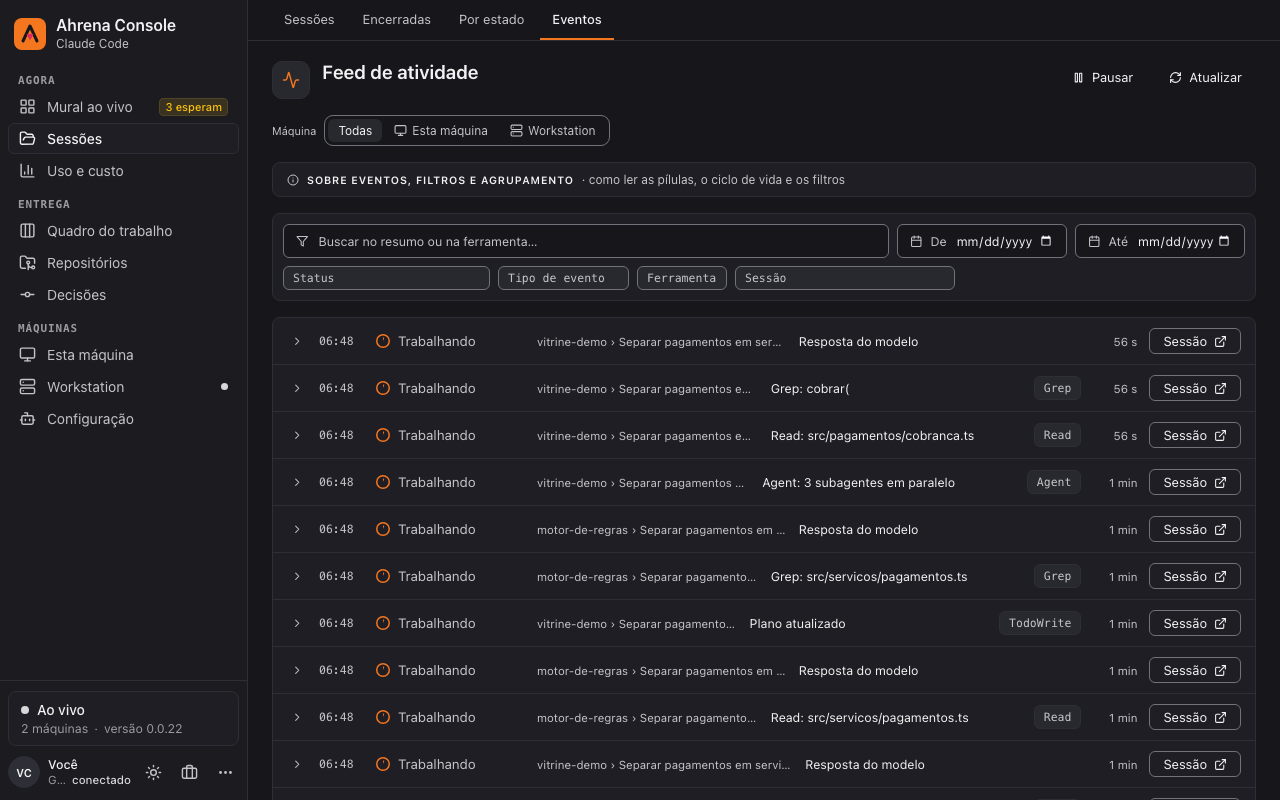 Ahrena Console
Claude Code
AGORA
Mural ao vivo 3 esperam
Sessões
Uso e custo
ENTREGA
Quadro do trabalho
Repositórios
Decisões
MÁQUINAS
Esta máquina
Workstation
Configuração
Ao vivo
2 máquinas · versão 0.0.22
VC Você
G... conectado
Sessões Encerradas Por estado Eventos
Feed de atividade Pausar Atualizar
Máquina Todas Esta máquina Workstation
SOBRE EVENTOS, FILTROS E AGRUPAMENTO · como ler as pílulas, o ciclo de vida e os filtros
Buscar no resumo ou na ferramenta... De mm/dd/yyyy Até mm/dd/yyyy
Status Tipo de evento Ferramenta Sessão
06:48 Trabalhando vitrine-demo › Separar pagamentos em ser... Resposta do modelo 56 s Sessão
06:48 Trabalhando vitrine-demo › Separar pagamentos e... Grep: cobrar( Grep 56 s Sessão
06:48 Trabalhando vitrine-demo › Separar pagamentos e... Read: src/pagamentos/cobranca.ts Read 56 s Sessão
06:48 Trabalhando vitrine-demo › Separar pagamentos ... Agent: 3 subagentes em paralelo Agent 1 min Sessão
06:48 Trabalhando motor-de-regras › Separar pagamentos em ... Resposta do modelo 1 min Sessão
06:48 Trabalhando motor-de-regras › Separar pagamento... Grep: src/servicos/pagamentos.ts Grep 1 min Sessão
06:48 Trabalhando vitrine-demo › Separar pagamento... Plano atualizado TodoWrite 1 min Sessão
06:48 Trabalhando motor-de-regras › Separar pagamentos em ... Resposta do modelo 1 min Sessão
06:48 Trabalhando motor-de-regras › Separar pagamento... Read: src/servicos/pagamentos.ts Read 1 min Sessão
06:48 Trabalhando vitrine-demo › Separar pagamentos em servi... Resposta do modelo 1 min Sessão